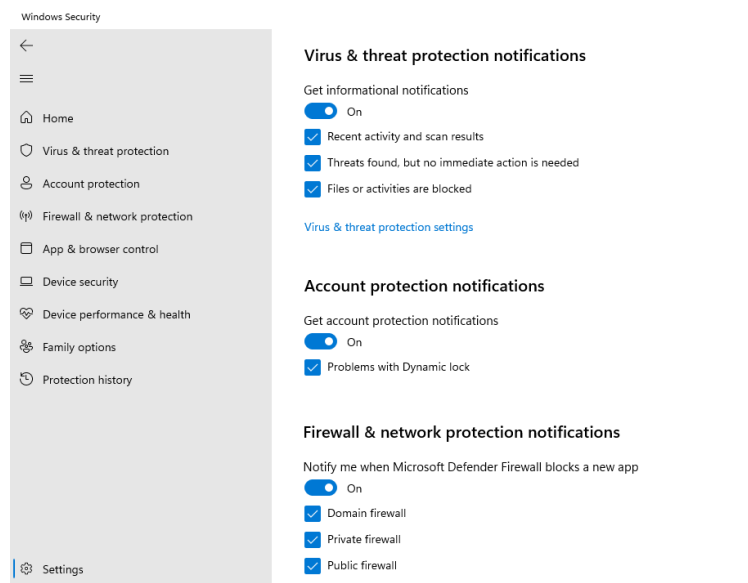 Windows Security
Home
Virus & threat protection
Account protection
Firewall & network protection
App & browser control
Device security
Device performance & health
Family options
Protection history
Settings
Virus & threat protection notifications
Get informational notifications
On
Recent activity and scan results
Threats found, but no immediate action is needed
Files or activities are blocked
Virus & threat protection settings
Account protection notifications
Get account protection notifications
On
Problems with Dynamic lock
Firewall & network protection notifications
Notify me when Microsoft Defender Firewall blocks a new app
On
Domain firewall
Private firewall
Public firewall